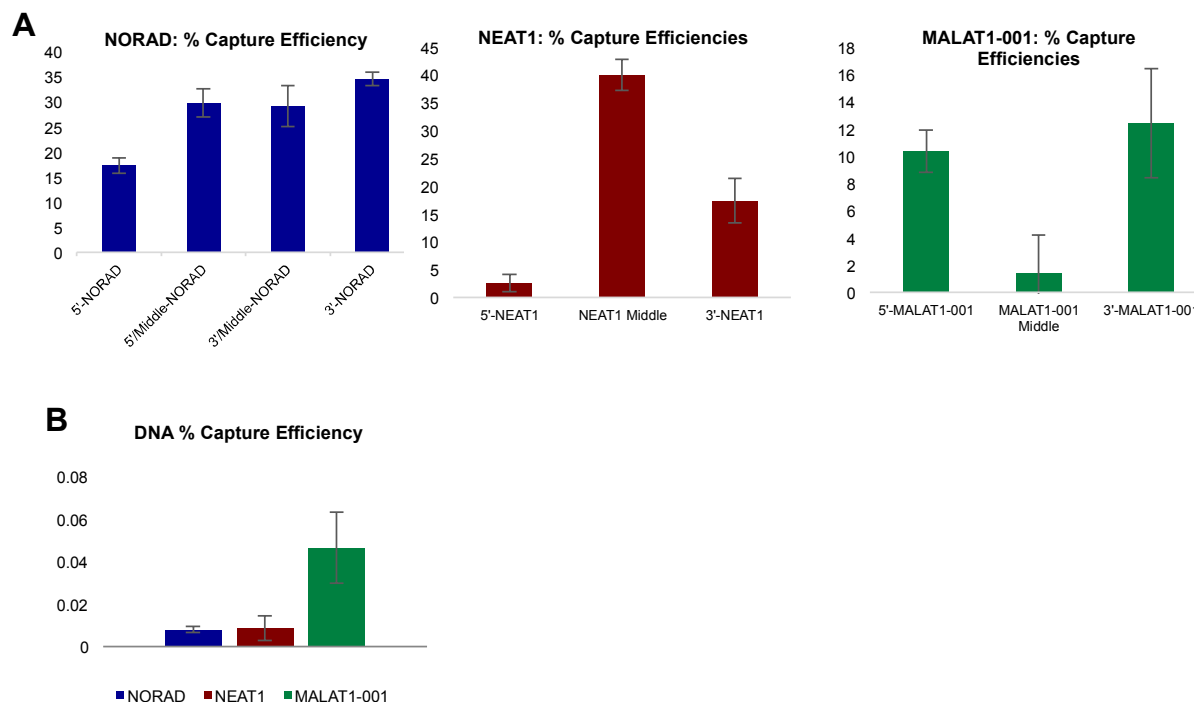 A
NORAD: % Capture Efficiency
40
35
30
25
20
15
10
5
0
5'-NORAD
5'/Middle-NORAD
3'/Middle-NORAD
3'-NORAD
NEAT1: % Capture Efficiencies
45
40
35
30
25
20
15
10
5
0
5'-NEAT1
NEAT1 Middle
3'-NEAT1
MALAT1-001: % Capture
Efficiencies
18
16
14
12
10
8
6
4
2
0
5'-MALAT1-001
MALAT1-001
Middle
3'-MALAT1-001
B
DNA % Capture Efficiency
0.08
0.06
0.04
0.02
0
NORAD
NEAT1
MALAT1-001